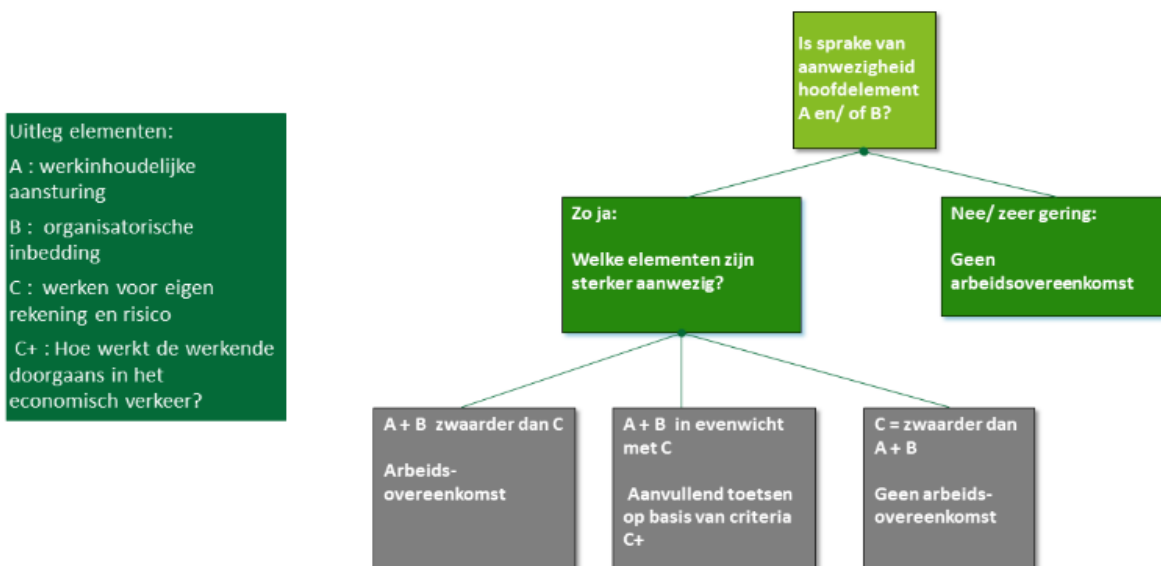 Uitleg elementen:
A : werkinhoudelijke
aansturing
B : organisatorische
inbedding
C : werken voor eigen
rekening en risico
C+ : Hoe werkt de werkende
doorgaans in het
economisch verkeer?
Is sprake van
aanwezigheid
hoofdelement
A en/ of B?
Zo ja:
Welke elementen zijn
sterker aanwezig?
Nee/ zeer gering:
Geen
arbeidsovereenkomst
A + B zwaarder dan C
Arbeids-
overeenkomst
A + B in evenwicht
met C
Aanvullend toetsen
op basis van criteria
C+
C = zwaarder dan
A + B
Geen arbeids-
overeenkomst